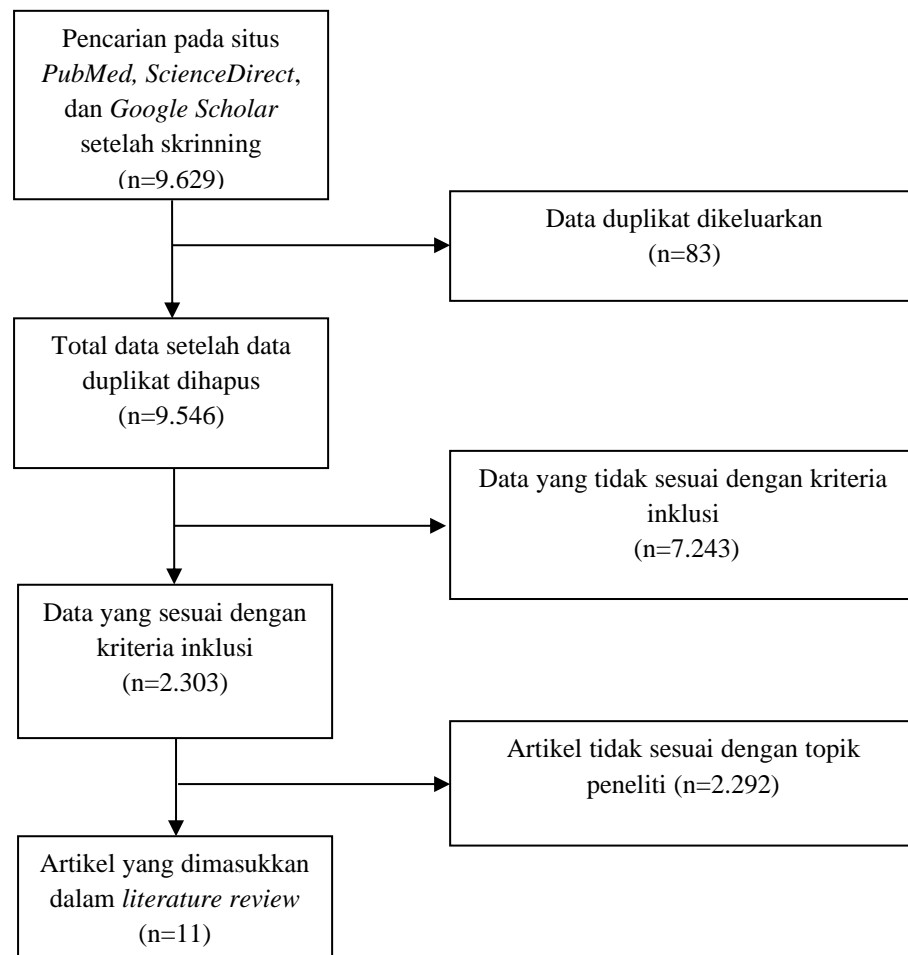 Pencarian pada situs
PubMed, ScienceDirect,
dan Google Scholar
setelah skrinning
(n=9.629)
Data duplikat dikeluarkan
(n=83)
Total data setelah data
duplikat dihapus
(n=9.546)
Data yang tidak sesuai dengan kriteria
inklusi
(n=7.243)
Data yang sesuai dengan
kriteria inklusi
(n=2.303)
Artikel tidak sesuai dengan topik
peneliti (n=2.292)
Artikel yang dimasukkan
dalam literature review
(n=11)